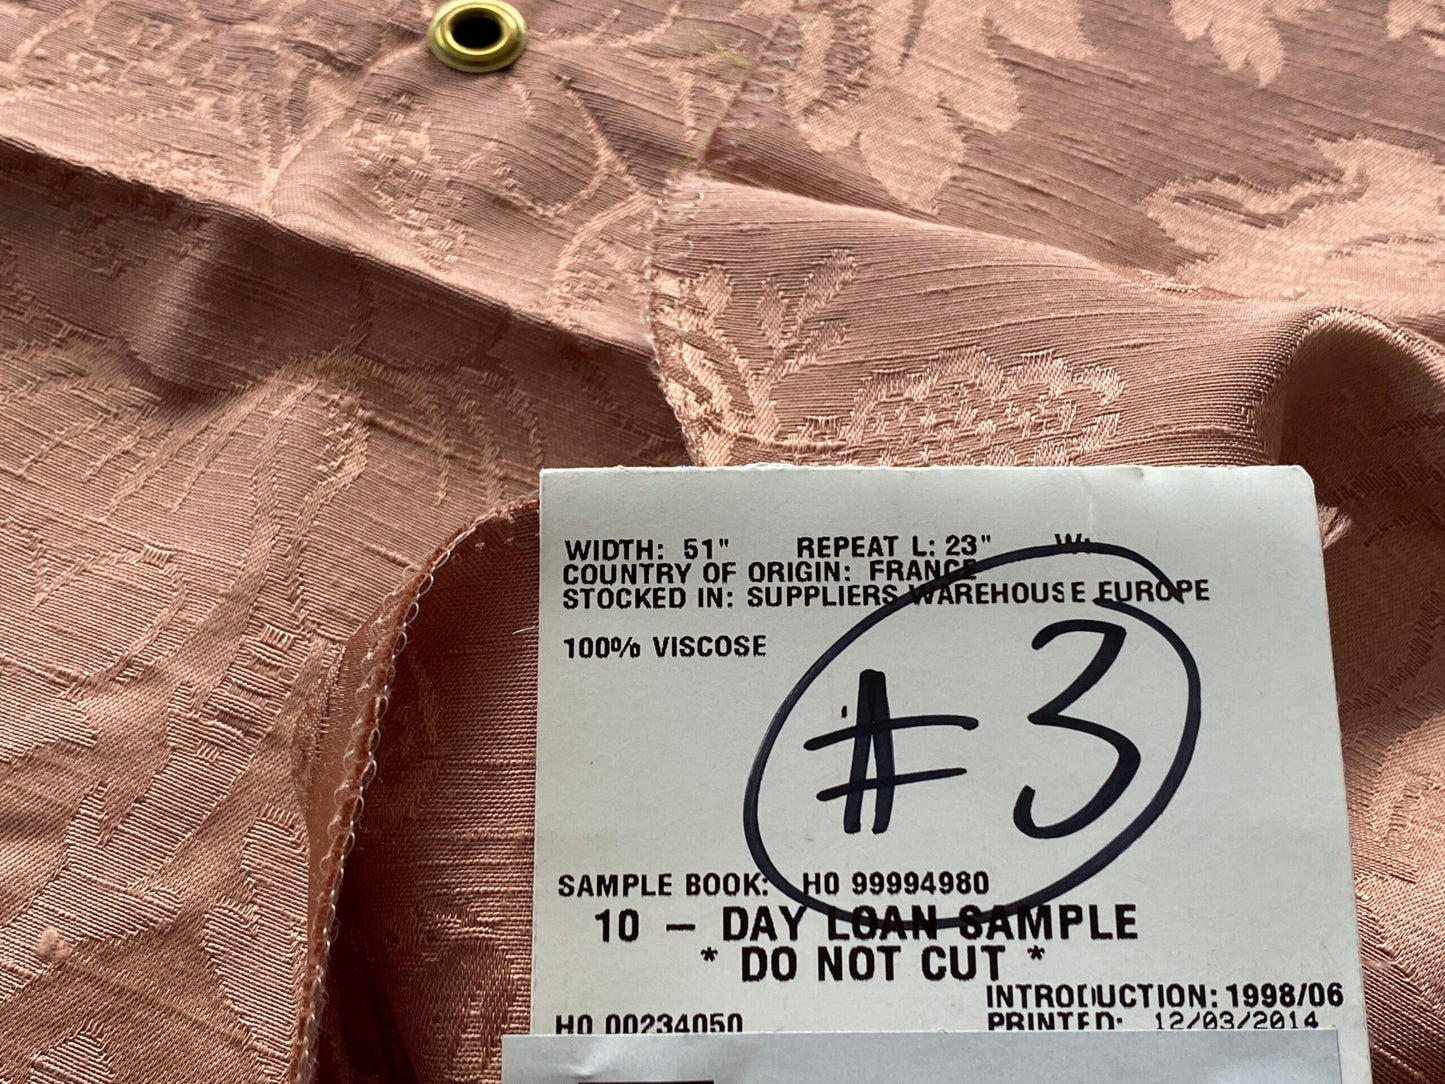 WIDTH: 51" REPEAT L: 23" W:
COUNTRY OF ORIGIN: FRANCE
STOCKED IN: SUPPLIERS WAREHOUSE EUROPE
100% VISCOSE
#3
SAMPLE BOOK: H0 99994980
10 - DAY LOAN SAMPLE
* DO NOT CUT *
INTRODUCTION: 1998/06
H0 00234050 PRINTED: 12/03/2014